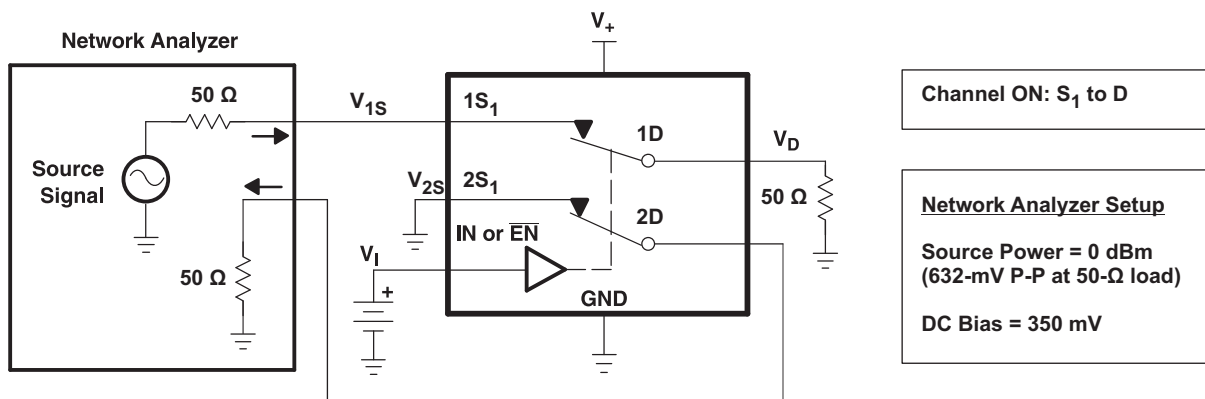 Network Analyzer
50 Ω
Source
Signal
50 Ω
V1S
V2S
VI
+
V+
1S1
2S1
IN or E̅N̅
1D
2D
GND
VD
50 Ω
Channel ON: S1 to D
Network Analyzer Setup
Source Power = 0 dBm
(632-mV P-P at 50-Ω load)
DC Bias = 350 mV